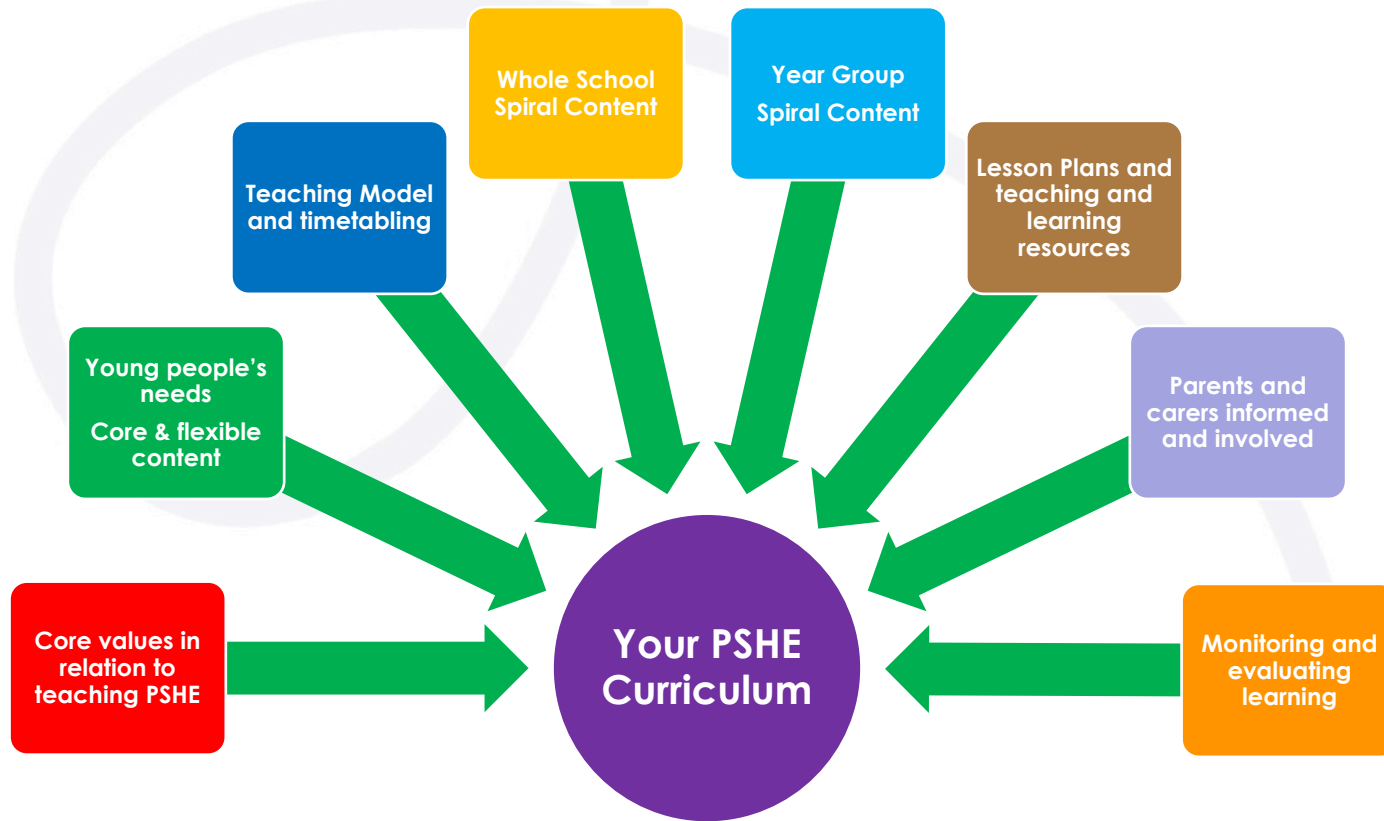 Whole School
Spiral Content
Year Group
Spiral Content
Teaching Model
and timetabling
Lesson Plans and
teaching and
learning
resources
Young people’s
needs
Core & flexible
content
Parents and
carers informed
and involved
Core values in
relation to
teaching PSHE
Your PSHE
Curriculum
Monitoring and
evaluating
learning